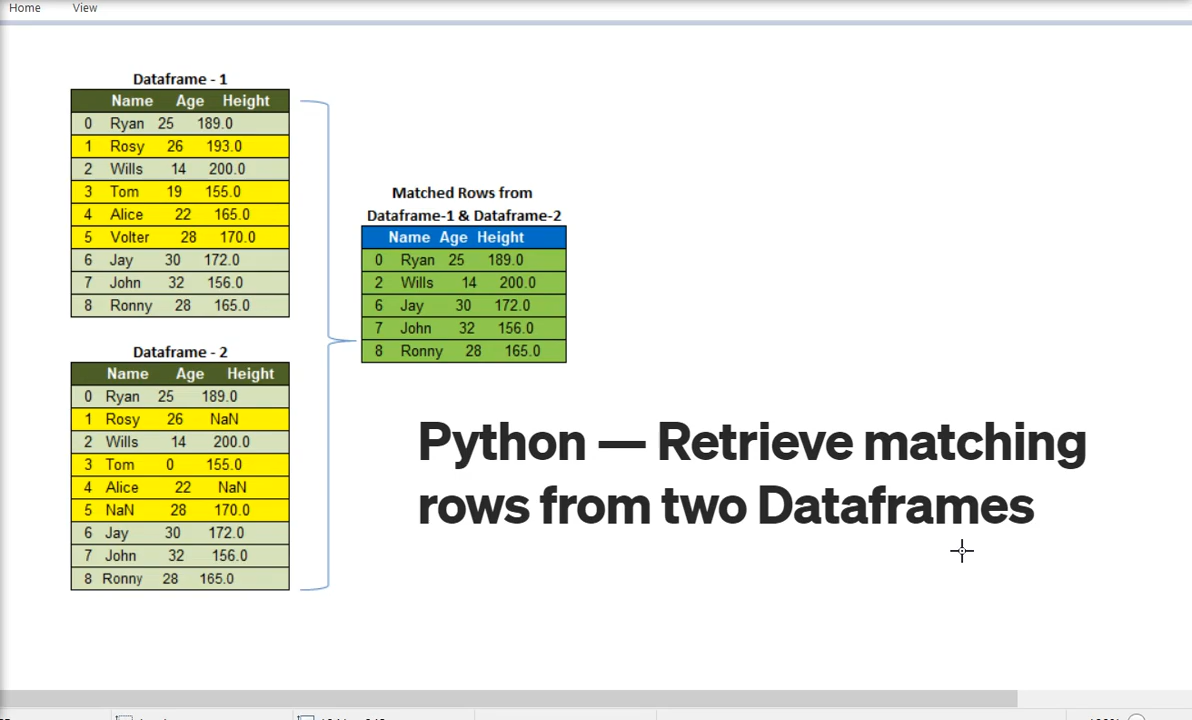 Home View
Dataframe - 1
Name Age Height
0 Ryan 25 189.0
1 Rosy 26 193.0
2 Wills 14 200.0
3 Tom 19 155.0
4 Alice 22 165.0
5 Volter 28 170.0
6 Jay 30 172.0
7 John 32 156.0
8 Ronny 28 165.0
Dataframe - 2
Name Age Height
0 Ryan 25 189.0
1 Rosy 26 NaN
2 Wills 14 200.0
3 Tom 0 155.0
4 Alice 22 NaN
5 NaN 28 170.0
6 Jay 30 172.0
7 John 32 156.0
8 Ronny 28 165.0
Matched Rows from
Dataframe-1 & Dataframe-2
Name Age Height
0 Ryan 25 189.0
2 Wills 14 200.0
6 Jay 30 172.0
7 John 32 156.0
8 Ronny 28 165.0
Python — Retrieve matching
rows from two Dataframes